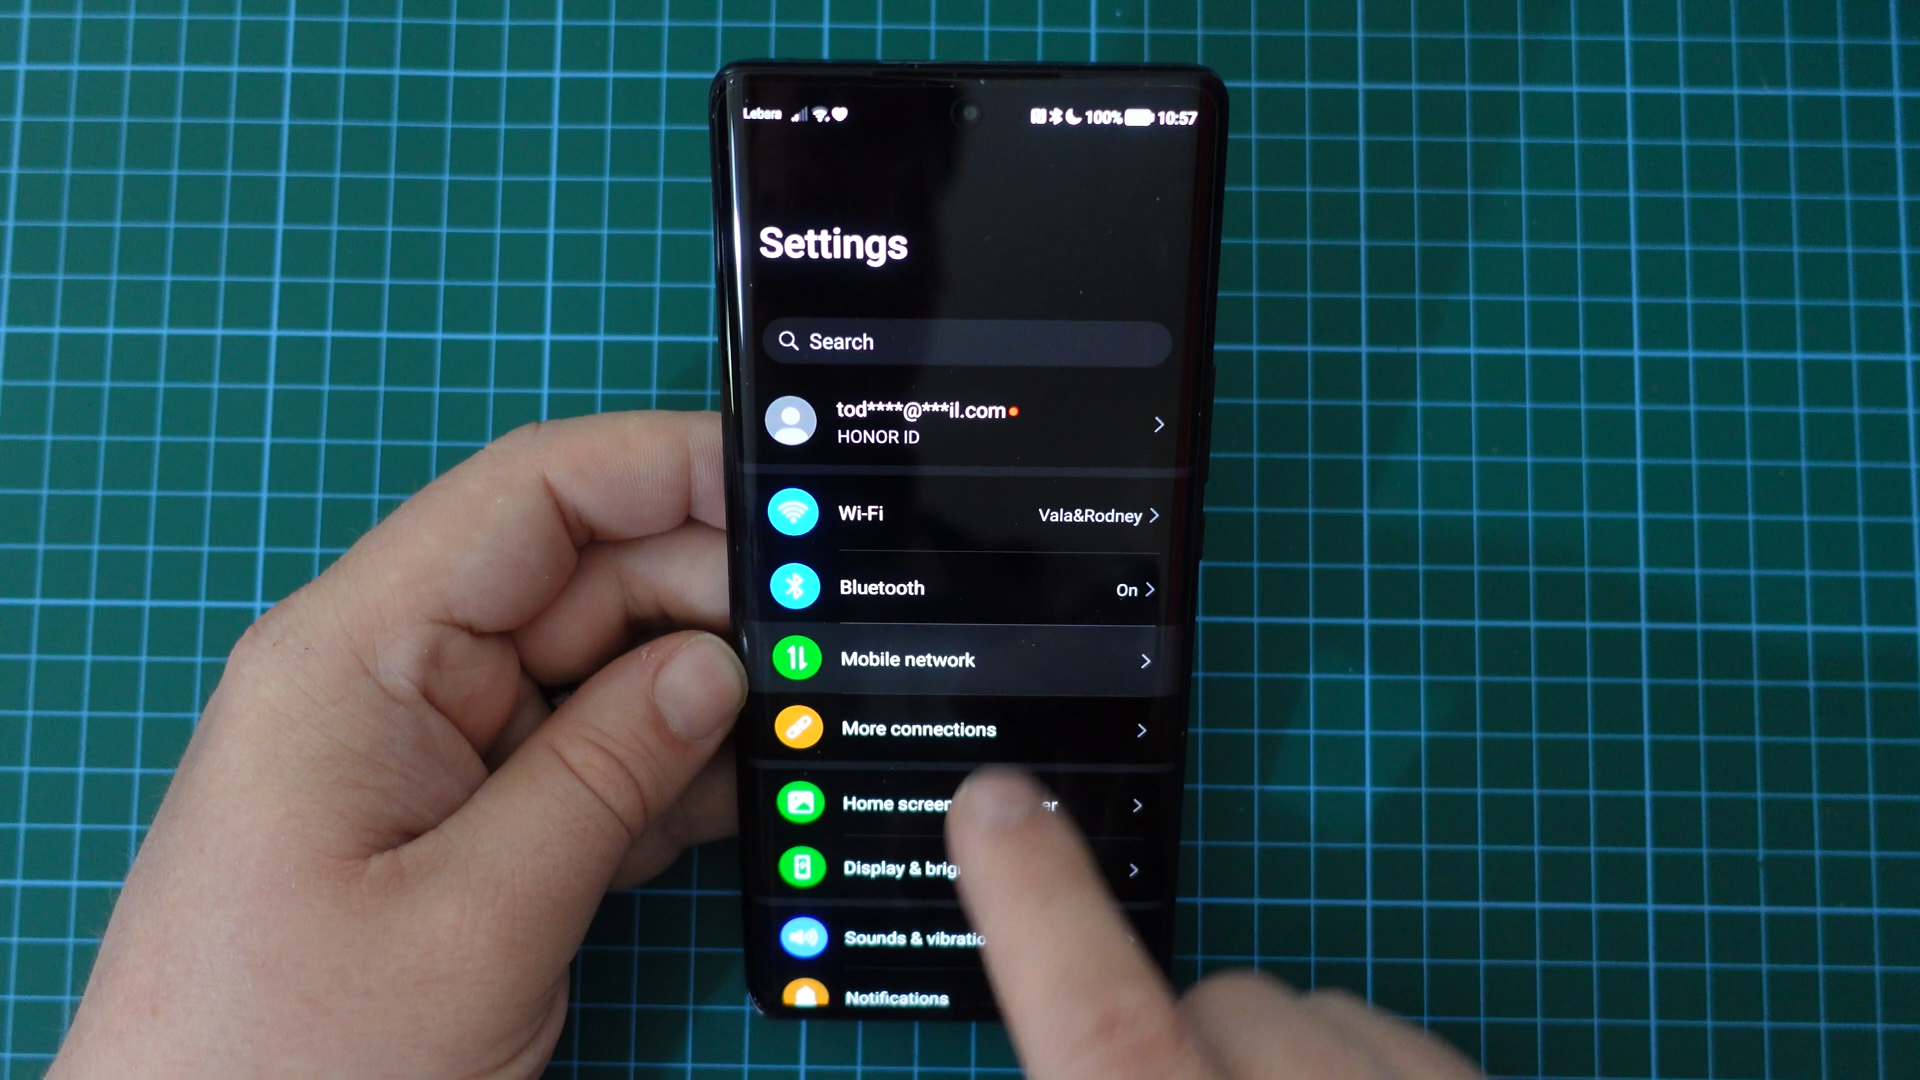 Lebara 100% 10:57
Settings
Search
tod****@***il.com
HONOR ID
Wi-Fi Vala&Rodney
Bluetooth On
Mobile network
More connections
Home screen er
Display & brig
Sounds & vibratio
Notifications